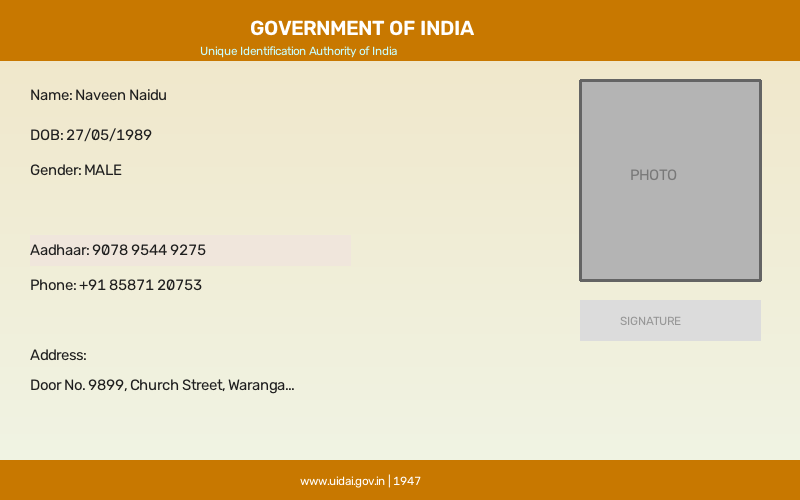 GOVERNMENT OF INDIA
Unique Identification Authority of India
Name: Naveen Naidu
DOB: 27/05/1989
Gender: MALE
PHOTO
Aadhaar: 9078 9544 9275
Phone: +91 85871 20753
SIGNATURE
Address:
Door No. 9899, Church Street, Waranga...
www.uidai.gov.in | 1947